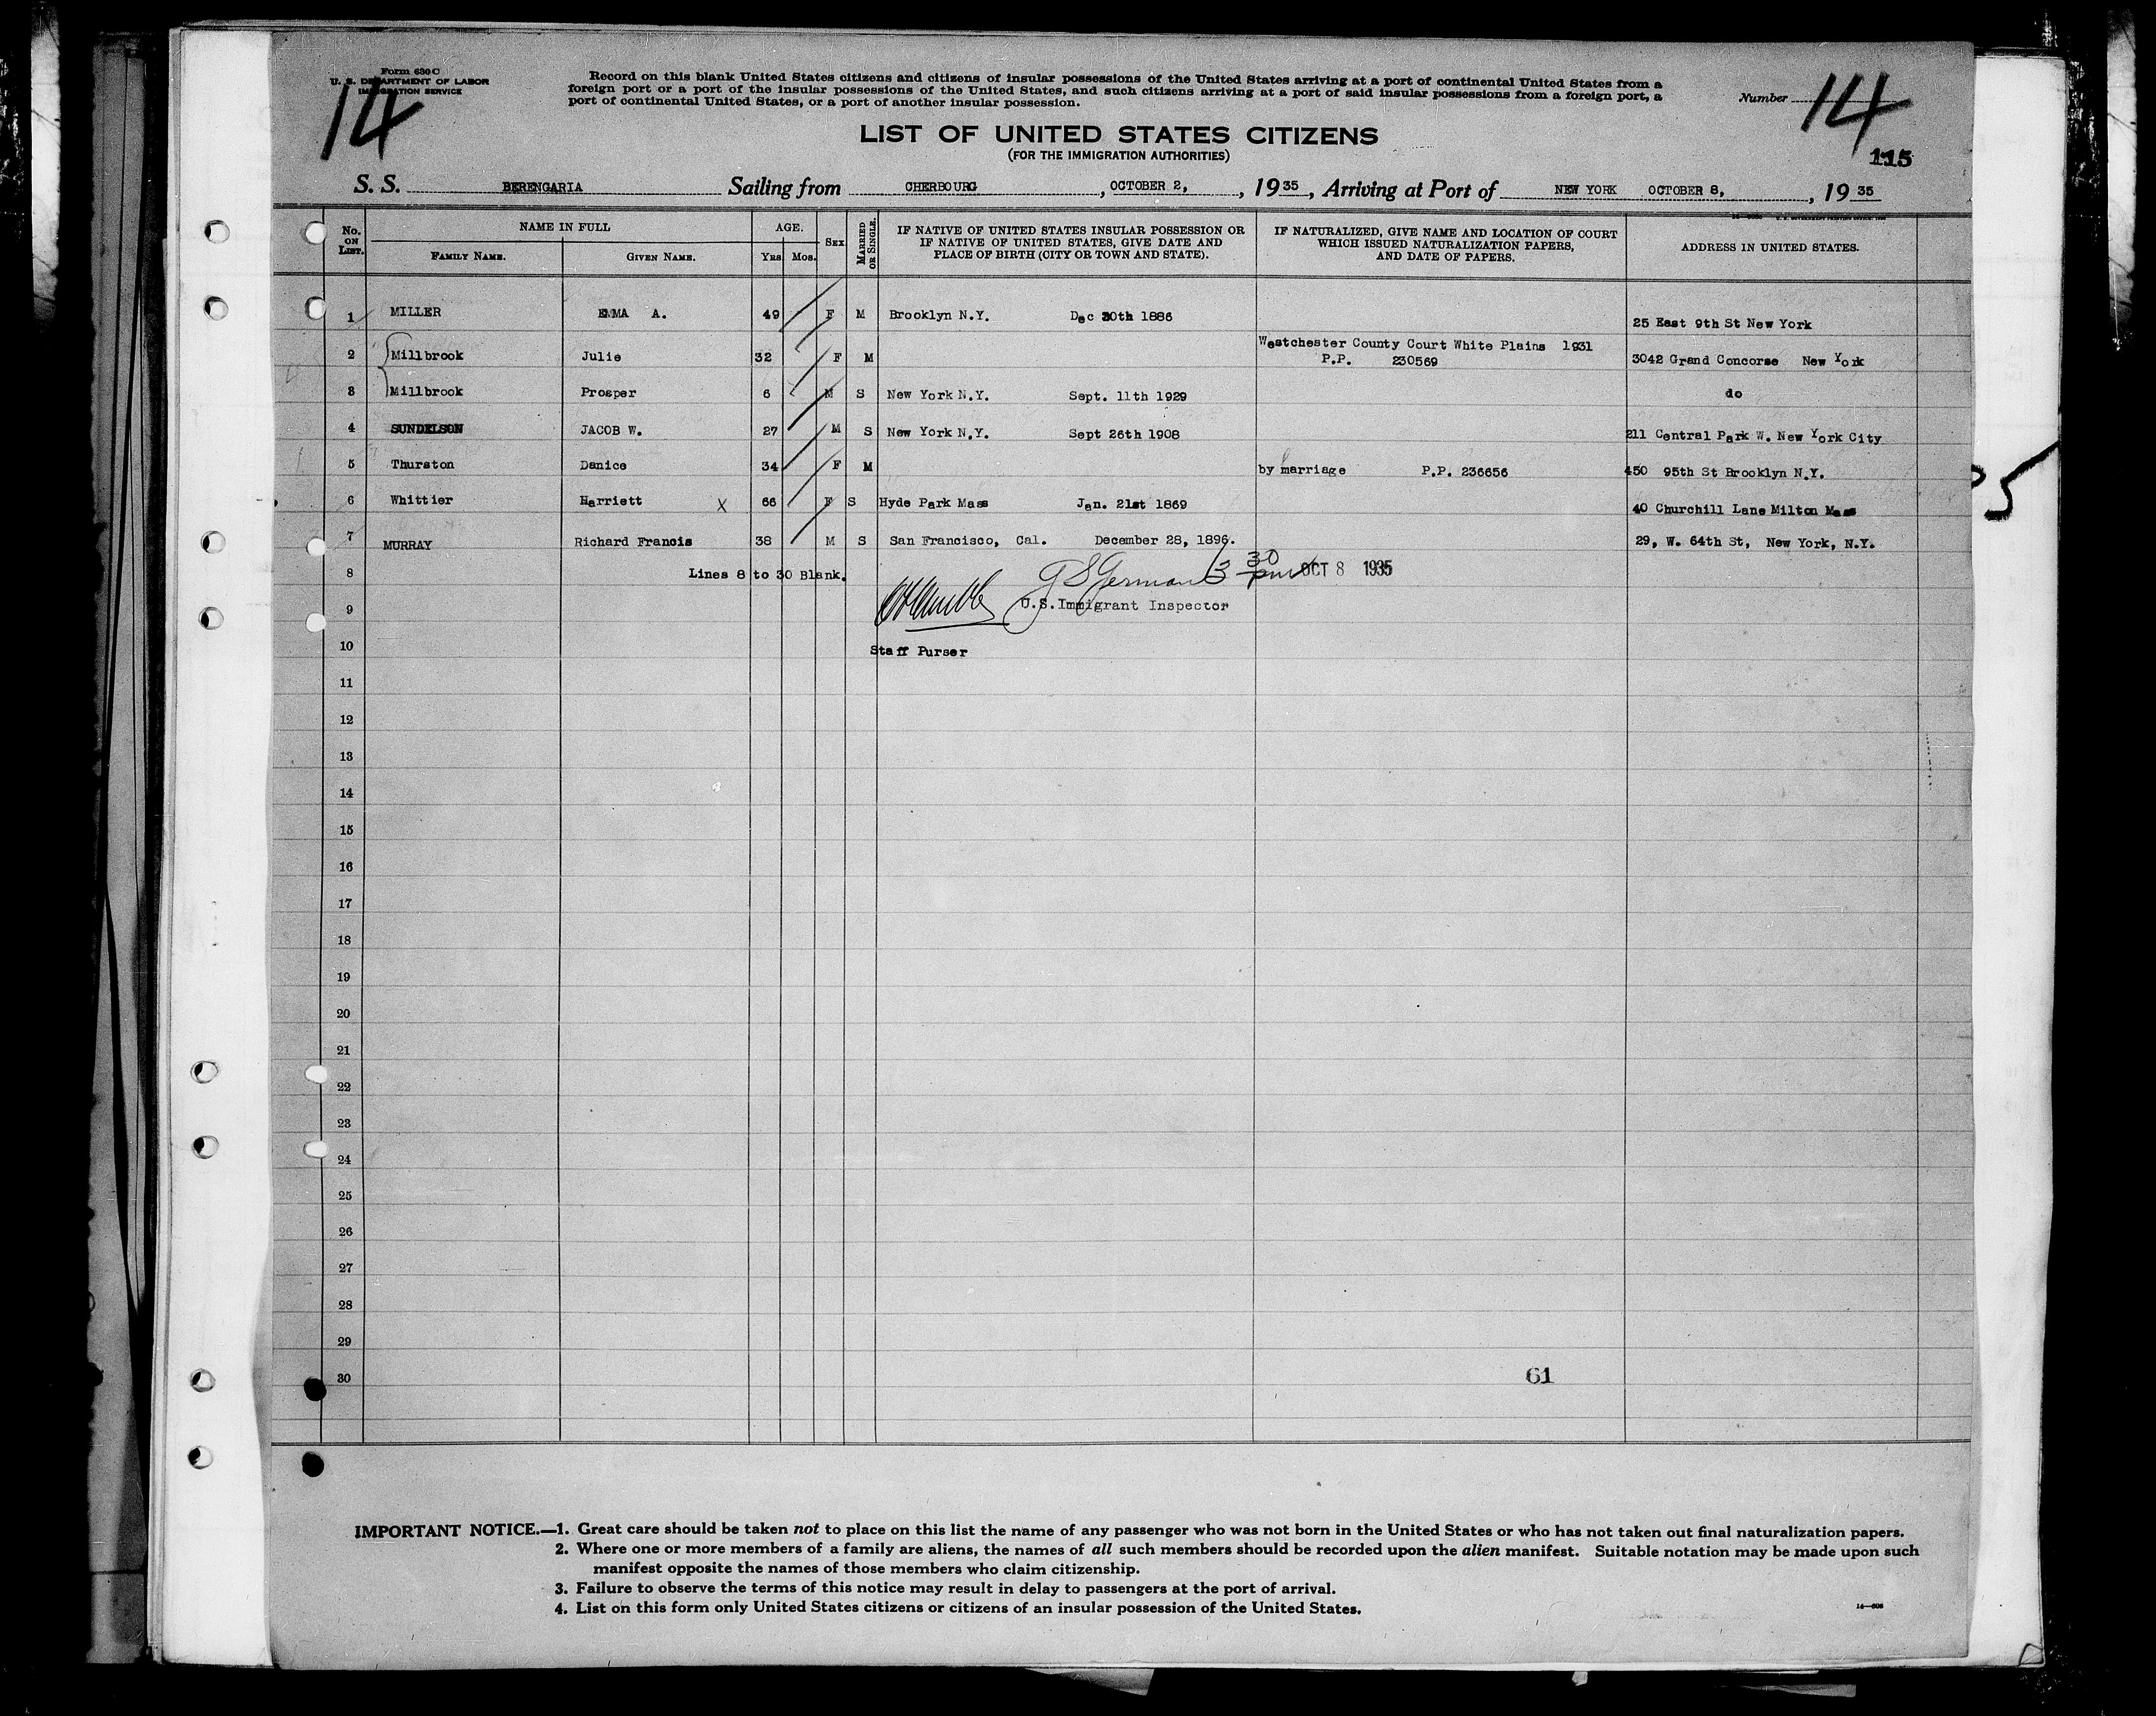 Form 630 C
U. S. DEPARTMENT OF LABOR
IMMIGRATION SERVICE
14
Record on this blank United States citizens and citizens of insular possessions of the United States arriving at a port of continental United States from a
foreign port or a port of the insular possessions of the United States, and such citizens arriving at a port of said insular possessions from a foreign port, a
port of continental United States, or a port of another insular possession.
Number 14
LIST OF UNITED STATES CITIZENS
(FOR THE IMMIGRATION AUTHORITIES)
115
S. S. BERENGARIA Sailing from CHERBOURG, OCTOBER 2, , 1935, Arriving at Port of NEW YORK OCTOBER 8, , 1935
No. ON LIST. NAME IN FULL AGE. SEX MARRIED OR SINGLE. IF NATIVE OF UNITED STATES INSULAR POSSESSION OR IF NATIVE OF UNITED STATES, GIVE DATE AND PLACE OF BIRTH (CITY OR TOWN AND STATE). IF NATURALIZED, GIVE NAME AND LOCATION OF COURT WHICH ISSUED NATURALIZATION PAPERS, AND DATE OF PAPERS. ADDRESS IN UNITED STATES.
FAMILY NAME. GIVEN NAME. YRS. MOS.
1 MILLER EMMA A. 49 F M Brooklyn N.Y. Dec 30th 1886 25 East 9th St New York
2 Millbrook Julie 32 F M Westchester County Court White Plains 1931 P.P. 230569 3042 Grand Concorse New York
3 Millbrook Prosper 6 M S New York N.Y. Sept. 11th 1929 do
4 SUNDELSON JACOB W. 27 M S New York N.Y. Sept 26th 1908 211 Central Park W. New York City
5 Thurston Danice 34 F M by marriage P.P. 236656 450 95th St Brooklyn N.Y.
6 Whittier Harriett X 66 F S Hyde Park Mass Jan. 21st 1869 40 Churchill Lane Milton Mass
7 MURRAY Richard Francis 38 M S San Francisco, Cal. December 28, 1896. 29, W. 64th St, New York, N.Y.
8 Lines 8 to 30 Blank. 3 30 pm OCT 8 1935
9 U.S. Immigrant Inspector
10 Staff Purser
11
12
13
14
15
16
17
18
19
20
21
22
23
24
25
26
27
28
29
30 61
IMPORTANT NOTICE.—1. Great care should be taken not to place on this list the name of any passenger who was not born in the United States or who has not taken out final naturalization papers.
2. Where one or more members of a family are aliens, the names of all such members should be recorded upon the alien manifest. Suitable notation may be made upon such
manifest opposite the names of those members who claim citizenship.
3. Failure to observe the terms of this notice may result in delay to passengers at the port of arrival.
4. List on this form only United States citizens or citizens of an insular possession of the United States.